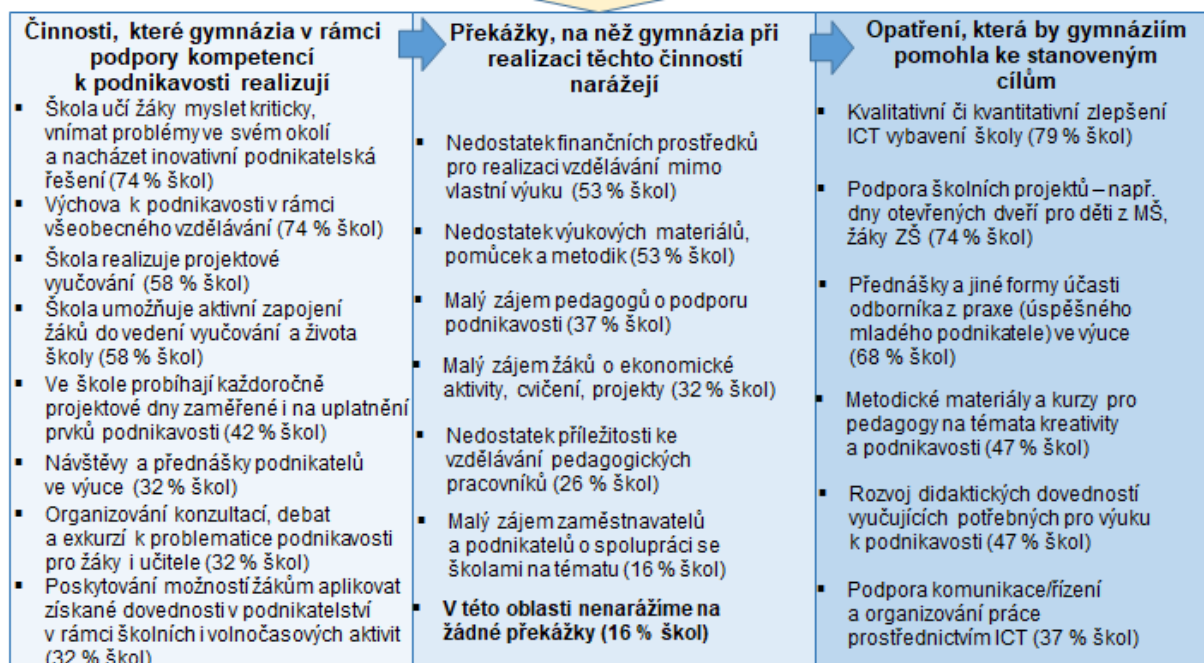 Činnosti, které gymnázia v rámci
podpory kompetencí
k podnikavosti realizují
▪ Škola učí žáky myslet kriticky,
vnímat problémy ve svém okolí
a nacházet inovativní podnikatelská
řešení (74 % škol)
▪ Výchova k podnikavosti v rámci
všeobecného vzdělávání (74 % škol)
▪ Škola realizuje projektové
vyučování (58 % škol)
▪ Škola umožňuje aktivní zapojení
žáků do vedení vyučování a života
školy (58 % škol)
▪ Ve škole probíhají každoročně
projektové dny zaměřené i na uplatnění
prvků podnikavosti (42 % škol)
▪ Návštěvy a přednášky podnikatelů
ve výuce (32 % škol)
▪ Organizování konzultací, debat
a exkurzí k problematice podnikavosti
pro žáky i učitele (32 % škol)
▪ Poskytování možností žákům aplikovat
získané dovednosti v podnikatelství
v rámci školních i volnočasových aktivit
(32 % škol)
Překážky, na něž gymnázia při
realizaci těchto činností
narážejí
▪ Nedostatek finančních prostředků
pro realizaci vzdělávání mimo
vlastní výuku (53 % škol)
▪ Nedostatek výukových materiálů,
pomůcek a metodik (53 % škol)
▪ Malý zájem pedagogů o podporu
podnikavosti (37 % škol)
▪ Malý zájem žáků o ekonomické
aktivity, cvičení, projekty (32 % škol)
▪ Nedostatek příležitosti ke
vzdělávání pedagogických
pracovníků (26 % škol)
▪ Malý zájem zaměstnavatelů
a podnikatelů o spolupráci se
školami na tématu (16 % škol)
▪ V této oblasti nenarážíme na
žádné překážky (16 % škol)
Opatření, která by gymnáziím
pomohla ke stanoveným
cílům
▪ Kvalitativní či kvantitativní zlepšení
ICT vybavení školy (79 % škol)
▪ Podpora školních projektů – např.
dny otevřených dveří pro děti z MŠ,
žáky ZŠ (74 % škol)
▪ Přednášky a jiné formy účasti
odborníka z praxe (úspěšného
mladého podnikatele) ve výuce
(68 % škol)
▪ Metodické materiály a kurzy pro
pedagogy na témata kreativity
a podnikavosti (47 % škol)
▪ Rozvoj didaktických dovedností
vyučujících potřebných pro výuku
k podnikavosti (47 % škol)
▪ Podpora komunikace/řízení
a organizování práce
prostřednictvím ICT (37 % škol)